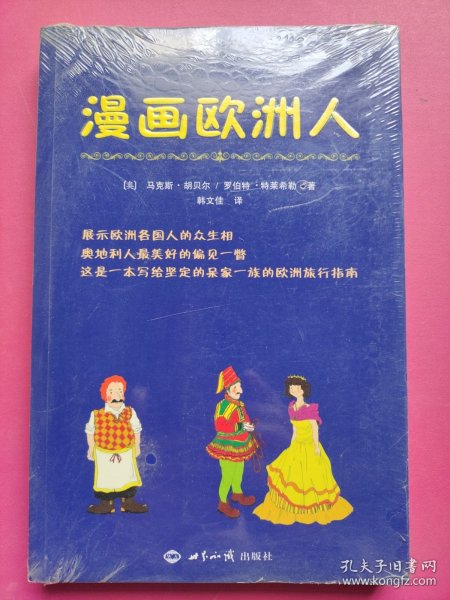 漫画欧洲人
[奥] 马克斯·胡贝尔 / 罗伯特·特莱希勒 著
韩文佳 译
展示欧洲各国人的众生相
奥地利人最美好的偏见一瞥
这是一本写给坚定的呆家一族的欧洲旅行指南
世界知识出版社
孔夫子旧书网
www.kongfz.com